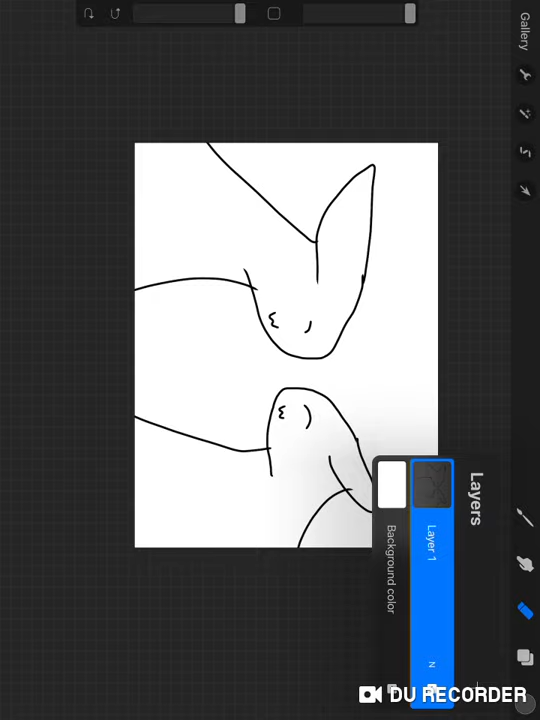 Gallery
Layers
Layer 1
N
Background color
DU RECORDER